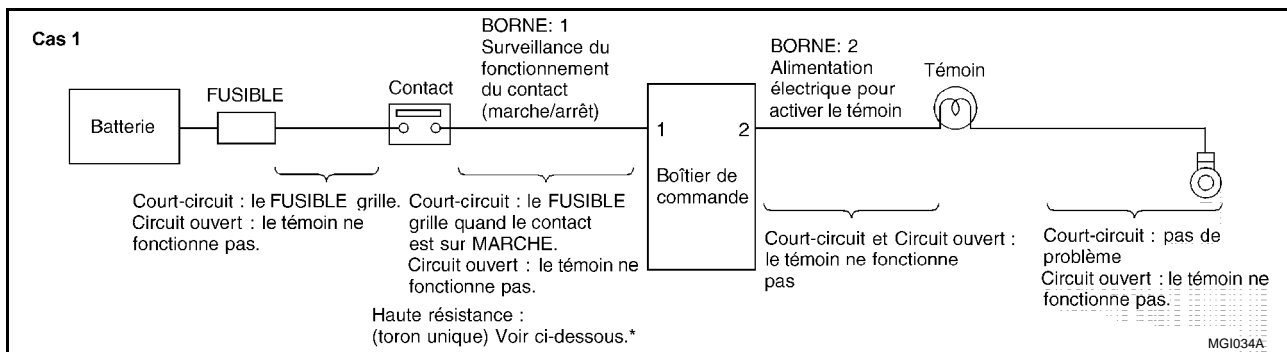 Cas 1
BORNE: 1
Surveillance du
fonctionnement
du contact
(marche/arrêt)
BORNE: 2
Alimentation
électrique pour
activer le témoin
Témoin
FUSIBLE
Contact
Batterie
1
2
Boîtier de
commande
Court-circuit : le FUSIBLE grille.
Circuit ouvert : le témoin ne
fonctionne pas.
Court-circuit : le FUSIBLE
grille quand le contact
est sur MARCHE.
Circuit ouvert : le témoin ne
fonctionne pas.
Haute résistance :
(toron unique) Voir ci-dessous.*
Court-circuit et Circuit ouvert :
le témoin ne fonctionne
pas
Court-circuit : pas de
problème
Circuit ouvert : le témoin ne
fonctionne pas.
MGI034A